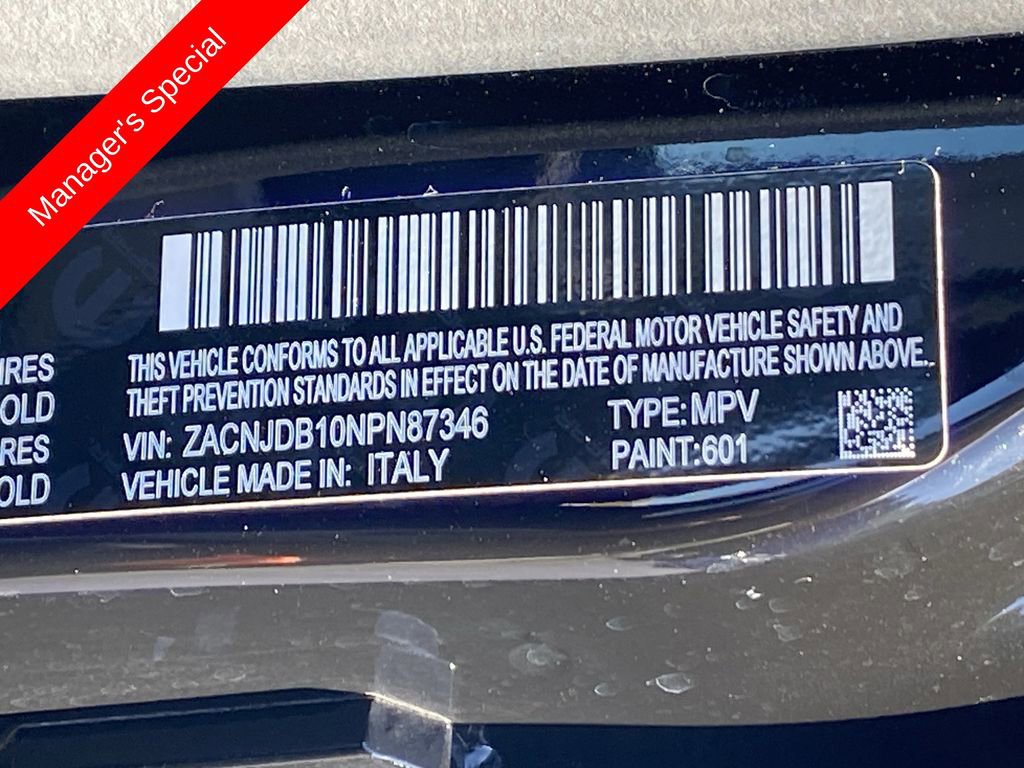 Manager's Special
THIS VEHICLE CONFORMS TO ALL APPLICABLE U.S. FEDERAL MOTOR VEHICLE SAFETY AND
THEFT PREVENTION STANDARDS IN EFFECT ON THE DATE OF MANUFACTURE SHOWN ABOVE.
VIN: ZACNJDB10NPN87346
TYPE: MPV
VEHICLE MADE IN: ITALY
PAINT: 601
IRES
OLD
RES
OLD